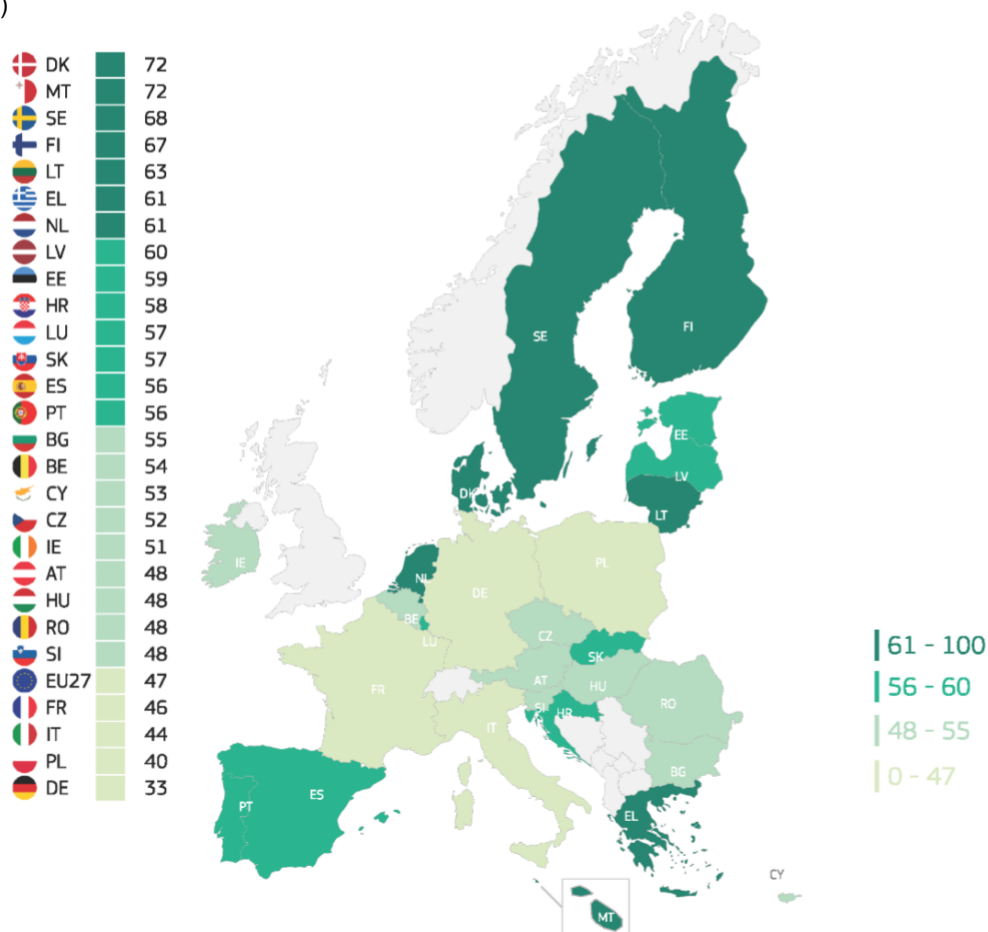 )
DK 72
MT 72
SE 68
FI 67
LT 63
EL 61
NL 61
LV 60
EE 59
HR 58
LU 57
SK 57
ES 56
PT 56
BG 55
BE 54
CY 53
CZ 52
IE 51
AT 48
HU 48
RO 48
SI 48
EU27 47
FR 46
IT 44
PL 40
DE 33
SE
FI
EE
LV
DK
LT
IE
NL
PL
DE
BE
CZ
LU
SK
AT
HU
FR
SI
HR
RO
IT
BG
ES
PT
EL
CY
MT
61 - 100
56 - 60
48 - 55
0 - 47